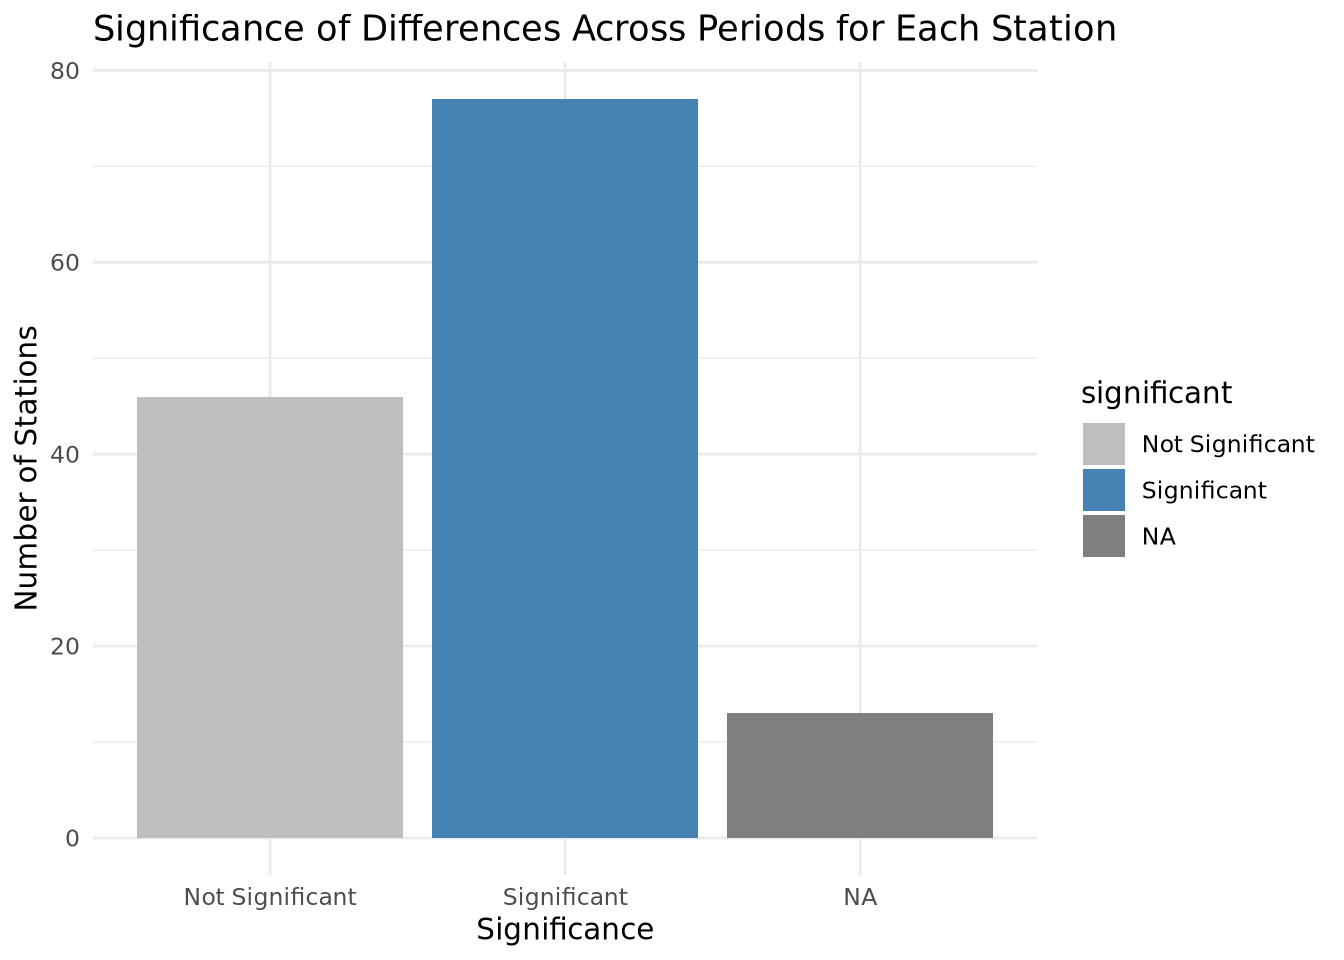 Significance of Differences Across Periods for Each Station
80
60
40
20
0
Number of Stations
Not Significant
Significant
NA
Significance
significant
Not Significant
Significant
NA